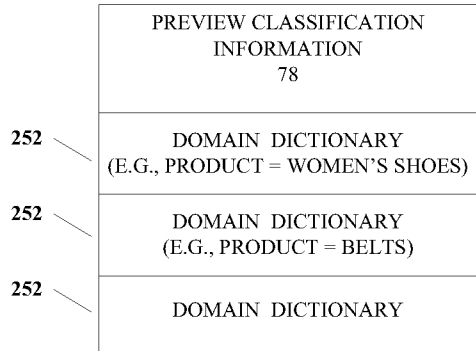 PREVIEW CLASSIFICATION
INFORMATION
78
252
DOMAIN DICTIONARY
(E.G., PRODUCT = WOMEN'S SHOES)
252
DOMAIN DICTIONARY
(E.G., PRODUCT = BELTS)
252
DOMAIN DICTIONARY